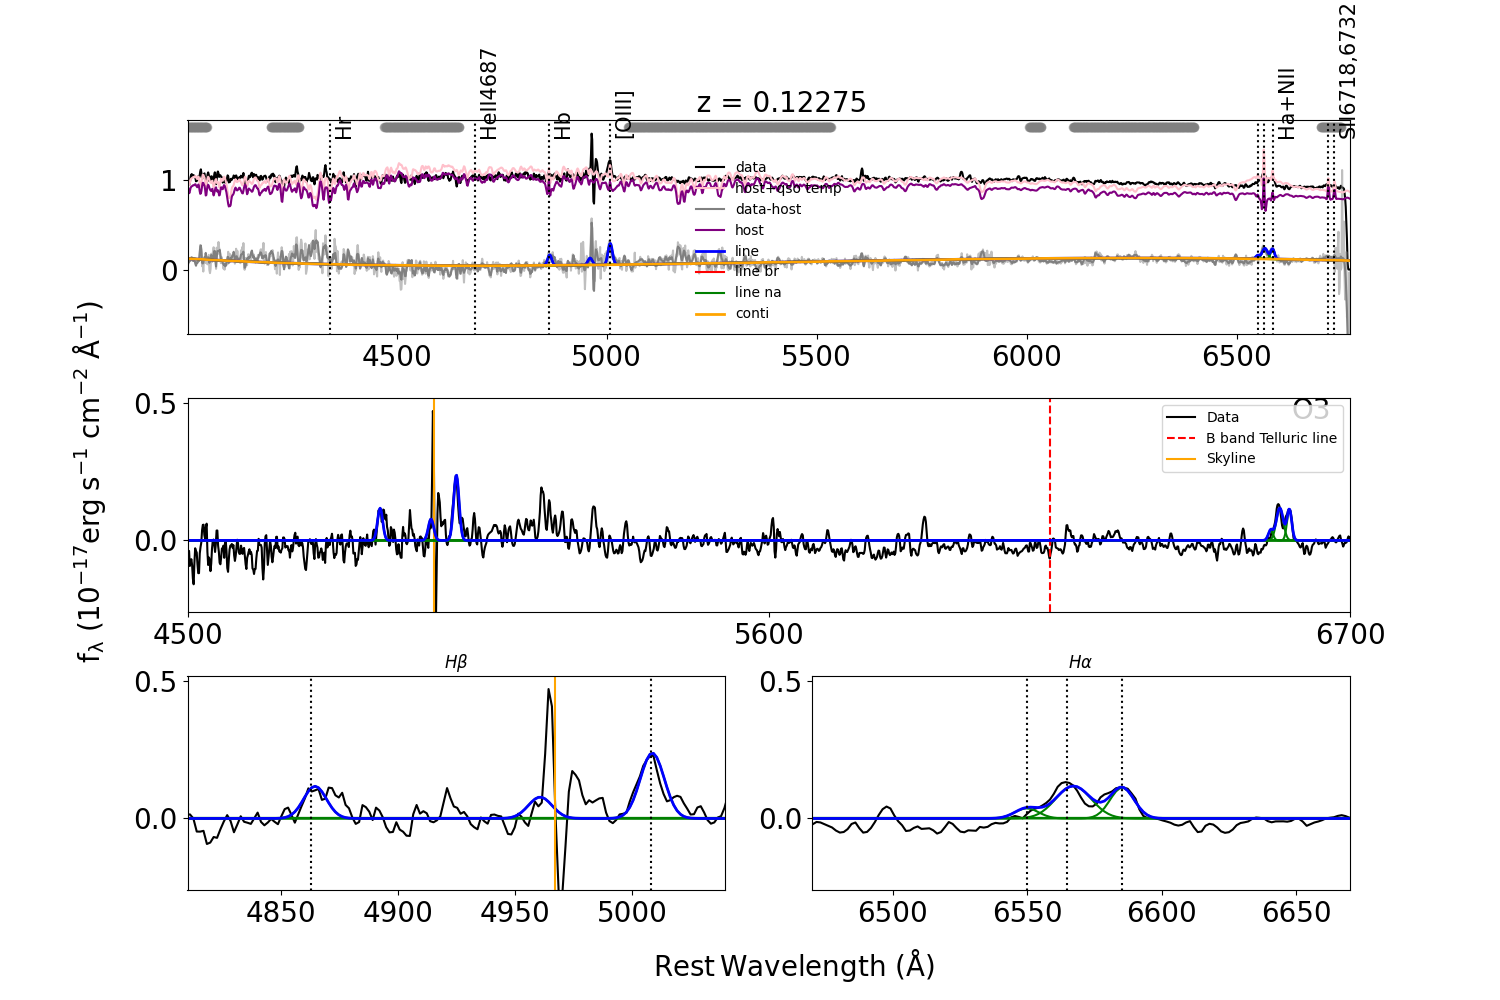 z = 0.12275
Hr
HeII4687
Hb
[OIII]
Ha+NII
SII6718,6732
data
host+qso temp
data-host
host
line
line br
line na
conti
1
0
4500 5000 5500 6000 6500
fλ (10−17erg s−1 cm−2 Å−1)
O3
Data
B band Telluric line
Skyline
0.5
0.0
4500 5600 6700
Hβ
0.5
0.0
4850 4900 4950 5000
Hα
0.5
0.0
6500 6550 6600 6650
Rest Wavelength (Å)